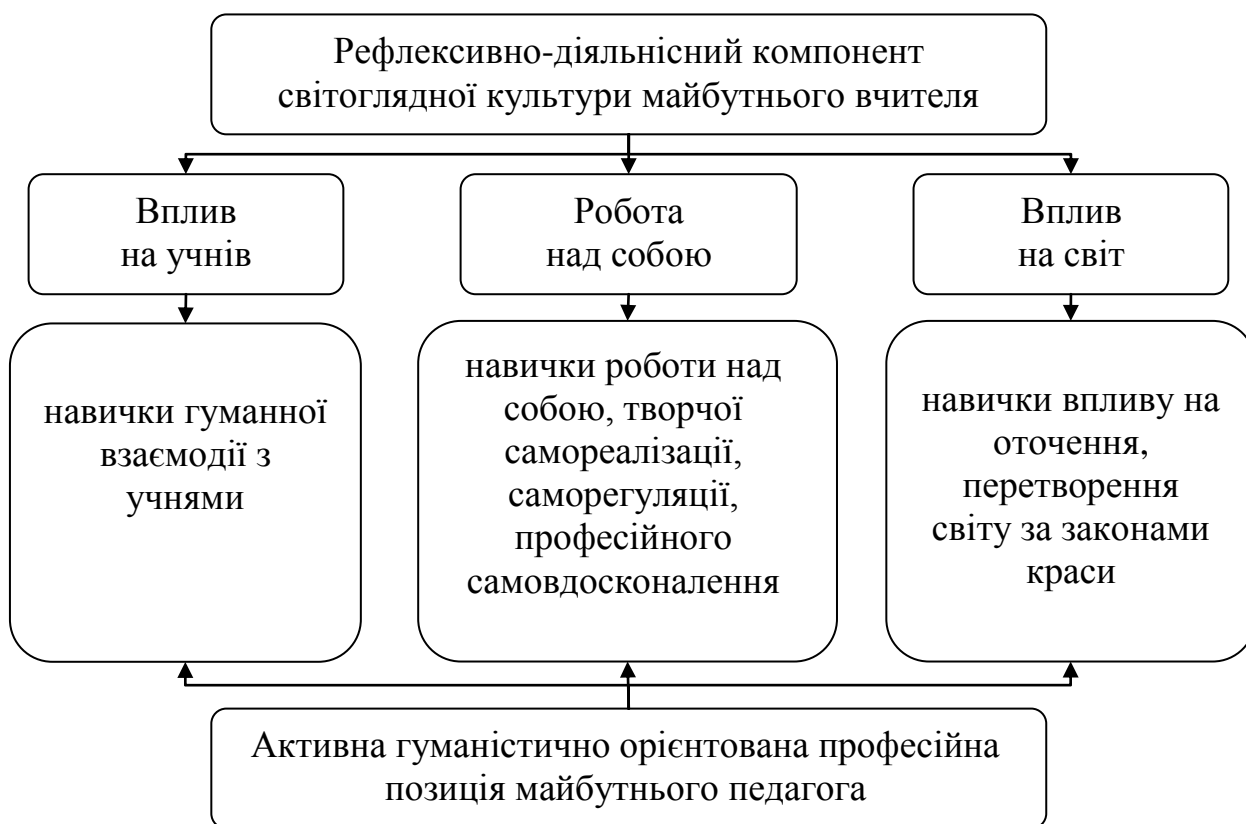 Рефлексивно-діяльнісний компонент
світоглядної культури майбутнього вчителя
Вплив
на учнів
Робота
над собою
Вплив
на світ
навички гуманної
взаємодії з
учнями
навички роботи над
собою, творчої
самореалізації,
саморегуляції,
професійного
самовдосконалення
навички впливу на
оточення,
перетворення
світу за законами
краси
Активна гуманістично орієнтована професійна
позиція майбутнього педагога